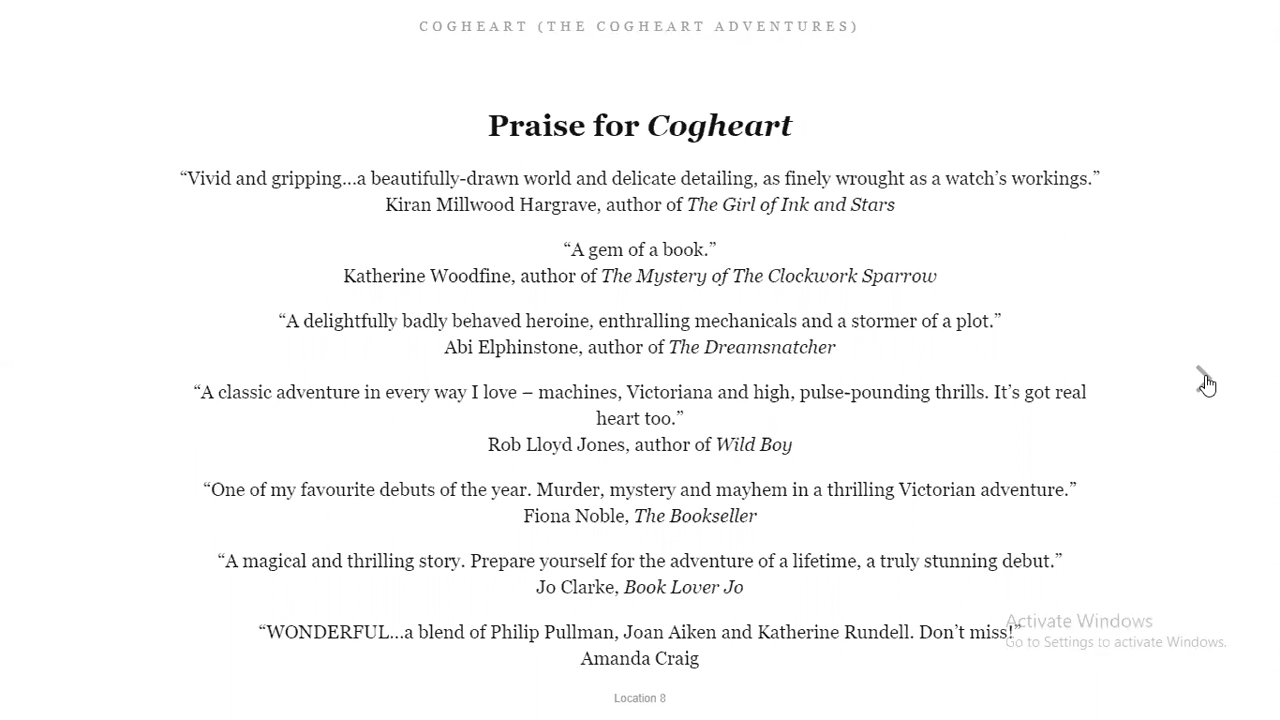 COGHEART (THE COGHEART ADVENTURES)
Praise for Cogheart
“Vivid and gripping…a beautifully-drawn world and delicate detailing, as finely wrought as a watch’s workings.”
Kiran Millwood Hargrave, author of The Girl of Ink and Stars
“A gem of a book.”
Katherine Woodfine, author of The Mystery of The Clockwork Sparrow
“A delightfully badly behaved heroine, enthralling mechanicals and a stormer of a plot.”
Abi Elphinstone, author of The Dreamsnatcher
“A classic adventure in every way I love – machines, Victoriana and high, pulse-pounding thrills. It’s got real
heart too.”
Rob Lloyd Jones, author of Wild Boy
“One of my favourite debuts of the year. Murder, mystery and mayhem in a thrilling Victorian adventure.”
Fiona Noble, The Bookseller
“A magical and thrilling story. Prepare yourself for the adventure of a lifetime, a truly stunning debut.”
Jo Clarke, Book Lover Jo
“WONDERFUL…a blend of Philip Pullman, Joan Aiken and Katherine Rundell. Don’t miss!”
Amanda Craig
Activate Windows
Go to Settings to activate Windows.
Location 8